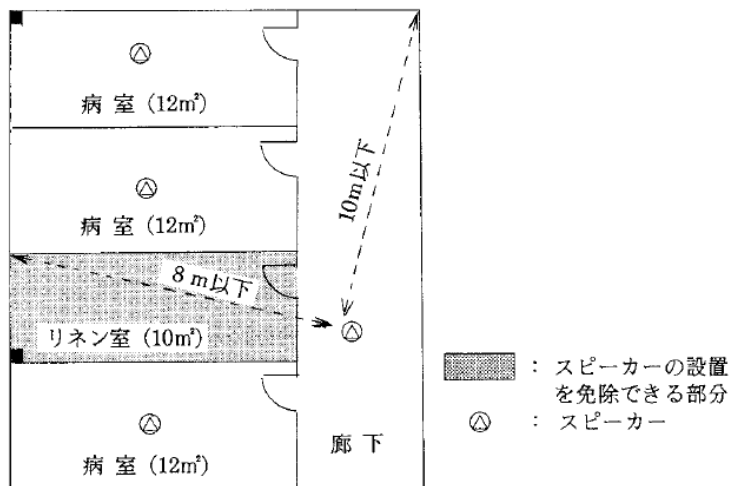 病 室 (12㎡)
10m以下
病 室 (12㎡)
8 m以下
リネン室 (10㎡)
: スピーカーの設置
を免除できる部分
: スピーカー
病 室 (12㎡)
廊 下